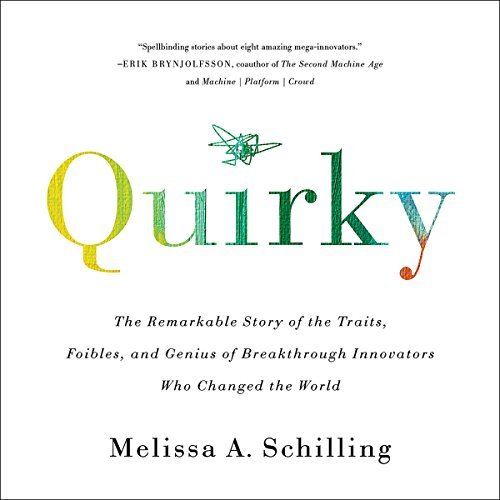 "Spellbinding stories about eight amazing mega-innovators."
—ERIK BRYNJOLFSSON, coauthor of The Second Machine Age
and Machine | Platform | Crowd
Quirky
The Remarkable Story of the Traits,
Foibles, and Genius of Breakthrough Innovators
Who Changed the World
Melissa A. Schilling